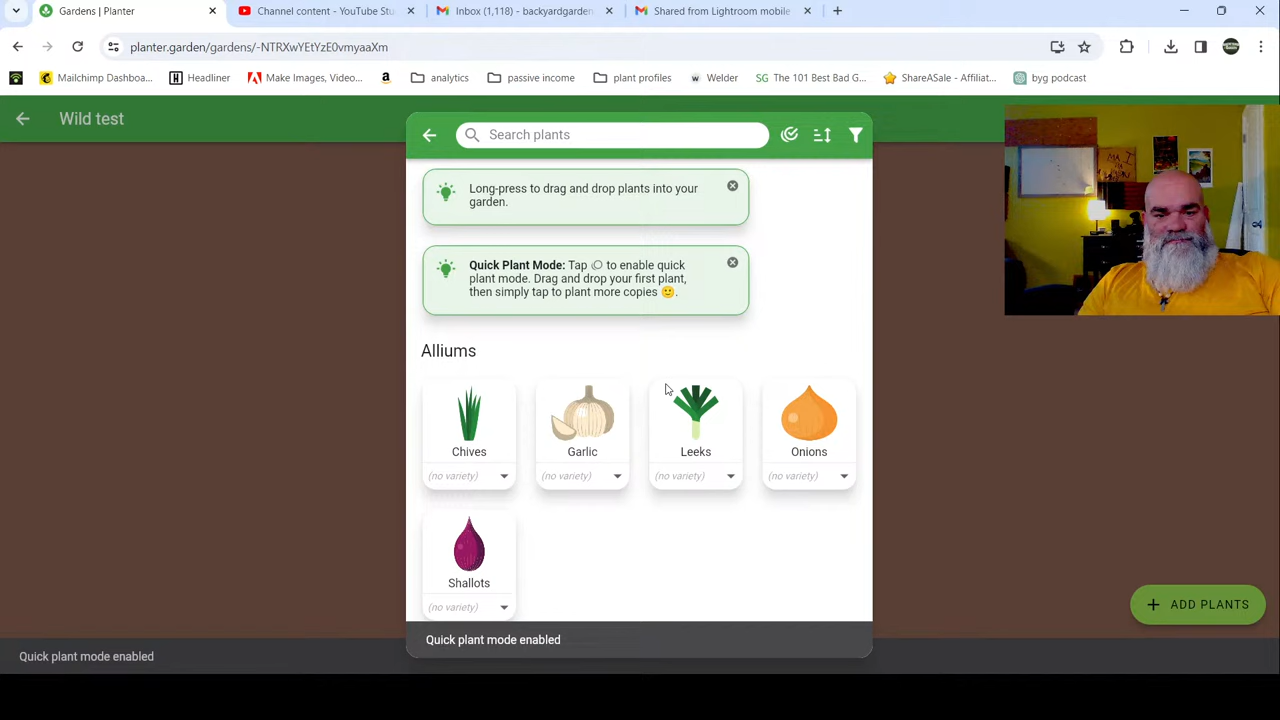 Gardens | Planter
Channel content - YouTube Stu
Inbox (1,118) - backyardgarden
Shared from Lightroom mobile
planter.garden/gardens/-NTRXwYEtYzE0vmyaaXm
Mailchimp Dashboa...
Headliner
Make Images, Video...
analytics
passive income
plant profiles
Welder
The 101 Best Bad G...
ShareASale - Affiliat...
byg podcast
Wild test
Search plants
Long-press to drag and drop plants into your
garden.
Quick Plant Mode: Tap to enable quick
plant mode. Drag and drop your first plant,
then simply tap to plant more copies 🙂.
Alliums
Chives
Garlic
Leeks
Onions
(no variety)
(no variety)
(no variety)
(no variety)
Shallots
(no variety)
+ ADD PLANTS
Quick plant mode enabled
Quick plant mode enabled